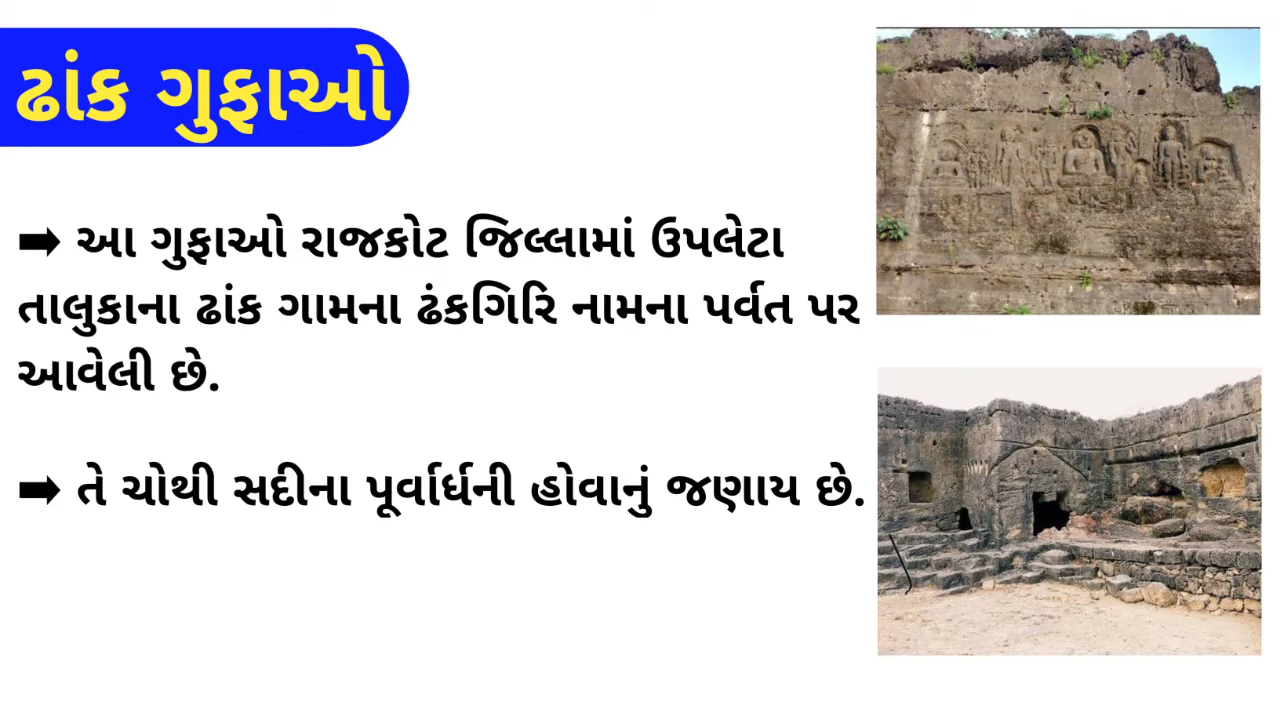 ઢાંક ગુફાઓ
➡ આ ગુફાઓ રાજકોટ જિલ્લામાં ઉપલેટા
તાલુકાના ઢાંક ગામના ઢંકગિરિ નામના પર્વત પર
આવેલી છે.
➡ તે ચોથી સદીના પૂર્વાર્ધની હોવાનું જણાય છે.